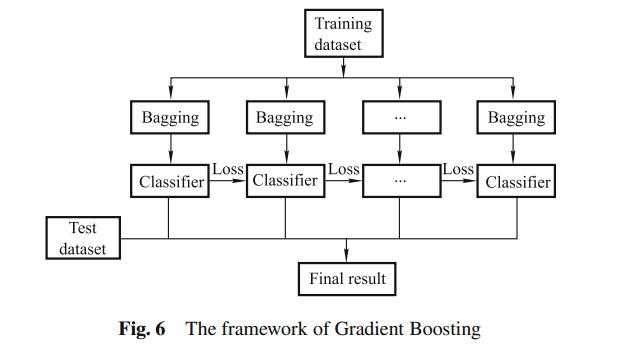 Training
dataset
Bagging
Bagging
...
Bagging
Loss
Loss
Loss
Classifier
Classifier
...
Classifier
Test
dataset
Final result
Fig. 6 The framework of Gradient Boosting